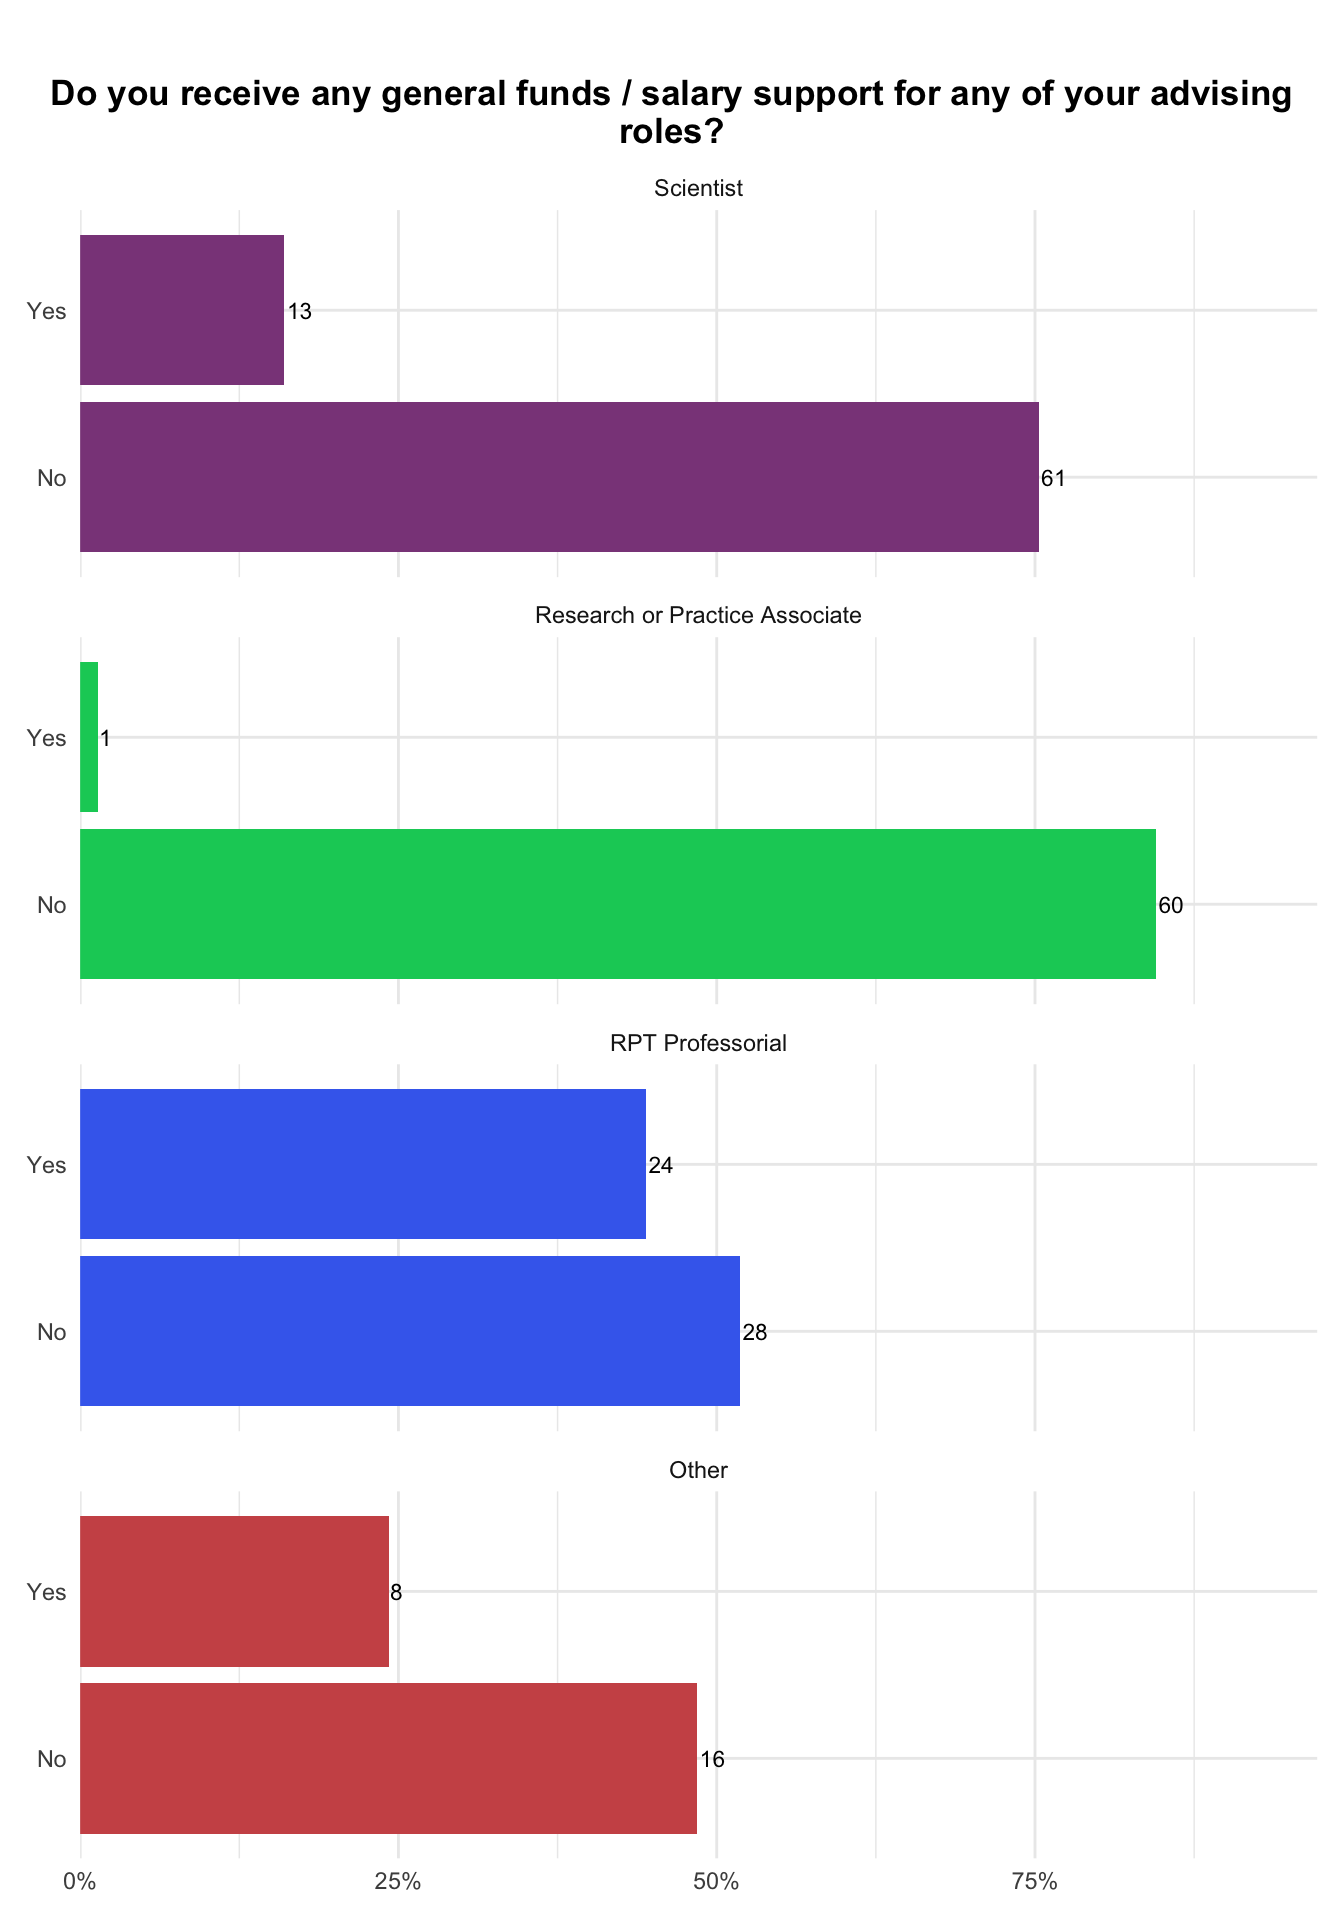 Do you receive any general funds / salary support for any of your advising
roles?
Scientist
Yes
13
No
61
Research or Practice Associate
Yes
1
No
60
RPT Professorial
Yes
24
No
28
Other
Yes
8
No
16
0% 25% 50% 75%